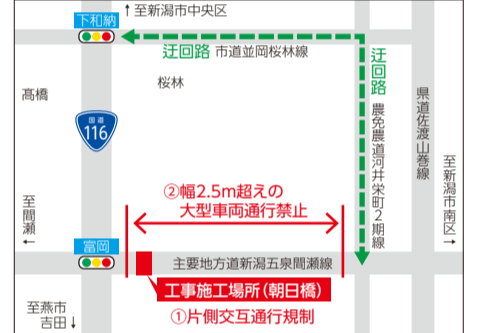 ↑至新潟市中央区
下和納
迂回路 市道並岡桜林線
桜林
髙橋
国道
116
迂回路
農免農道河井栄町2期線
県道佐渡山巻線
至新潟市南区→
至間瀬←
②幅2.5m超えの
大型車両通行禁止
富岡
主要地方道新潟五泉間瀬線
工事施工場所(朝日橋)
①片側交互通行規制
至燕市
吉田↓